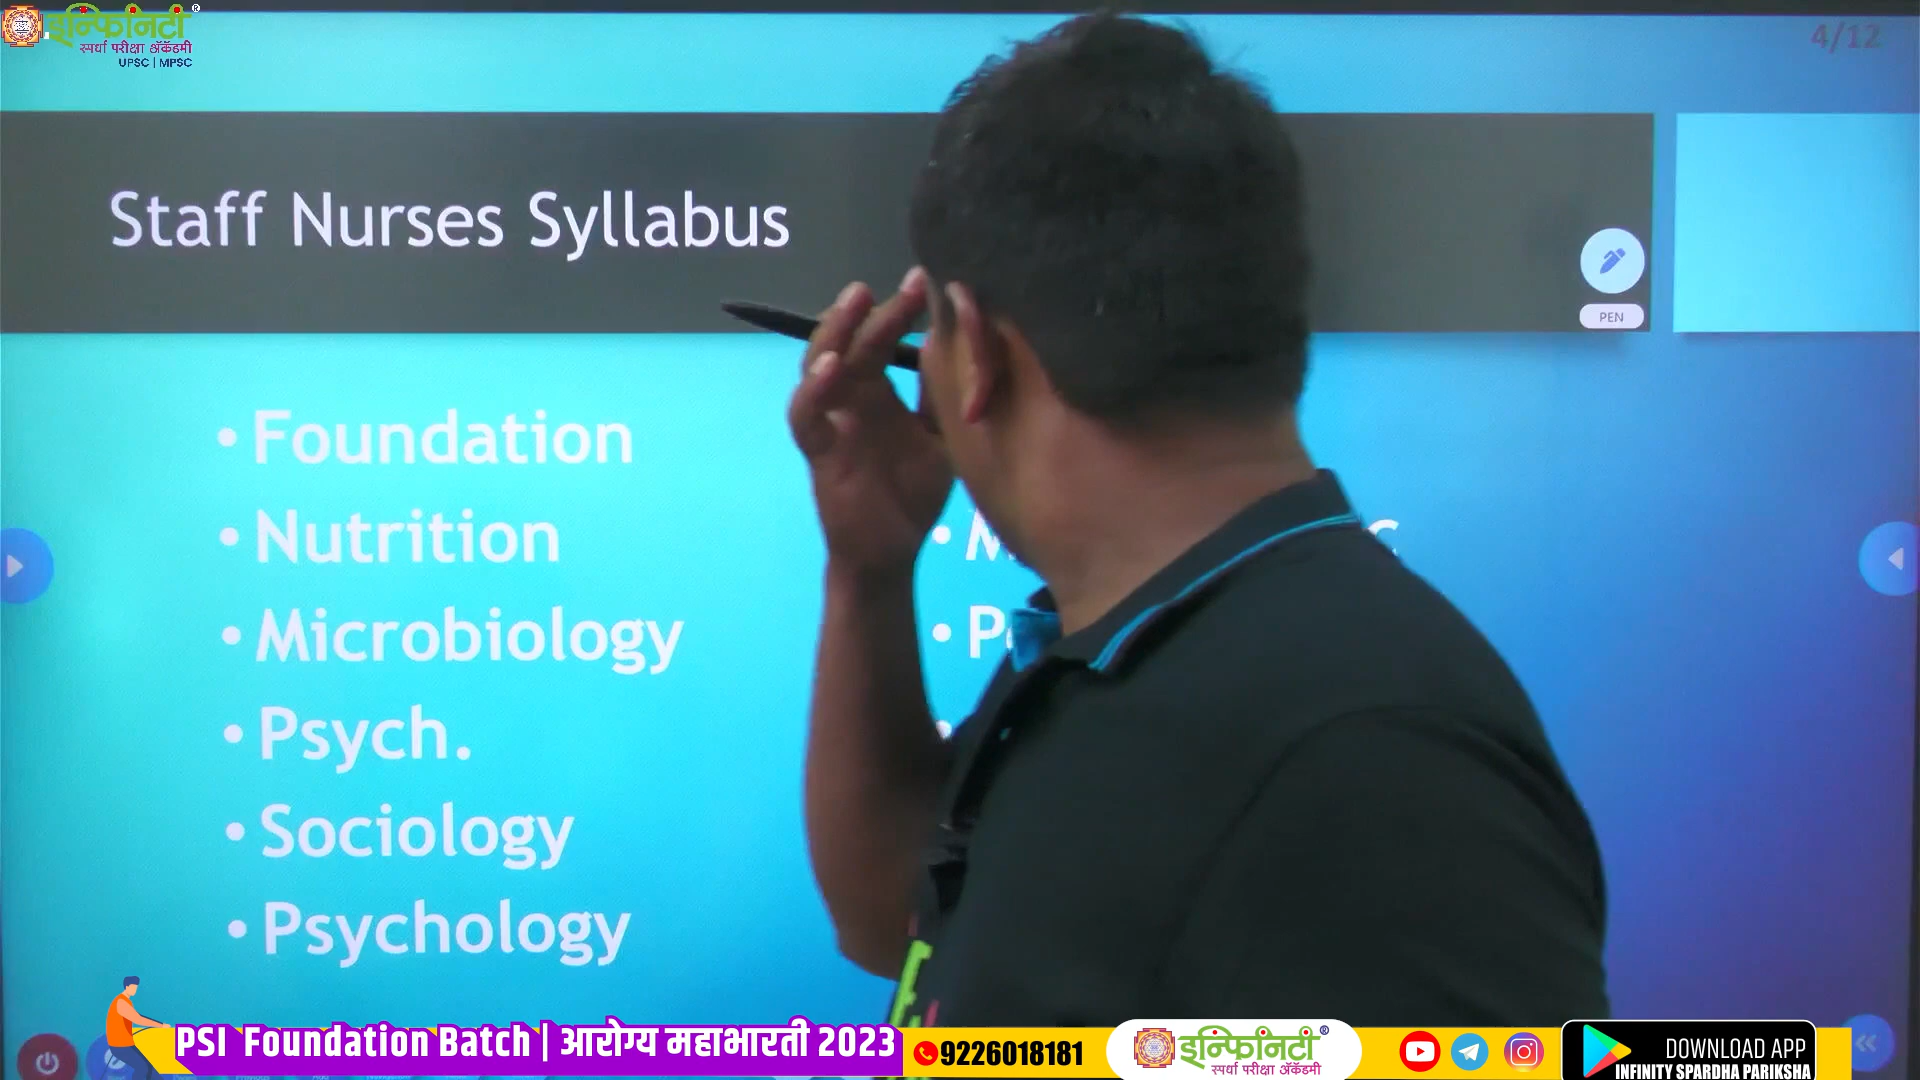 इन्फिनिटी
स्पर्धा परीक्षा ॲकॅडमी
UPSC | MPSC
4/12
Staff Nurses Syllabus
PEN
• Foundation
• Nutrition
• Microbiology
• Psych.
• Sociology
• Psychology
PSI Foundation Batch | आरोग्य महाभारती 2023
9226018181
इन्फिनिटी
स्पर्धा परीक्षा ॲकॅडमी
DOWNLOAD APP
INFINITY SPARDHA PARIKSHA